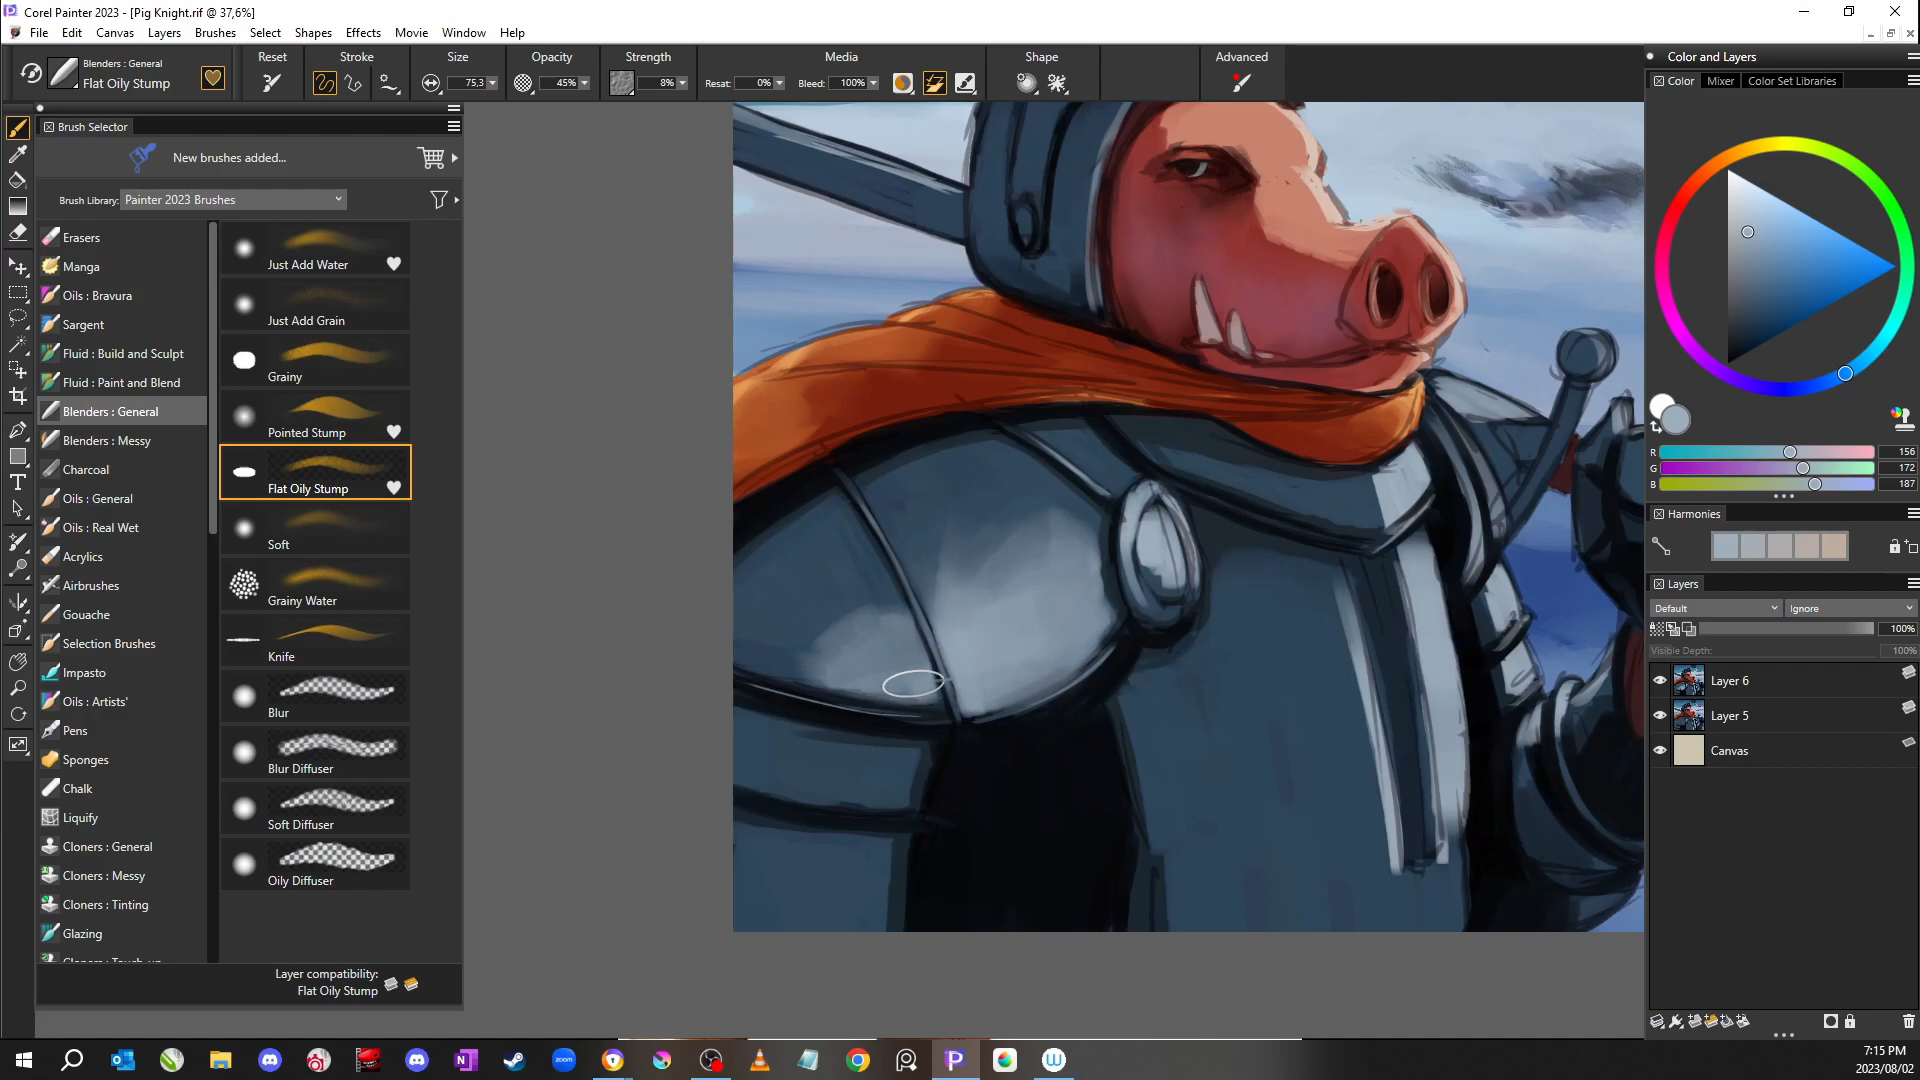 Corel Painter 2023 - [Pig Knight.rif @ 37,6%]
File Edit Canvas Layers Brushes Select Shapes Effects Movie Window Help
Blenders : General
Flat Oily Stump
Reset
Stroke
Size
75,3
Opacity
45%
Strength
8%
Media
Resat: 0%
Bleed: 100%
Shape
Advanced
Brush Selector
New brushes added...
Brush Library: Painter 2023 Brushes
Erasers
Manga
Oils : Bravura
Sargent
Fluid : Build and Sculpt
Fluid : Paint and Blend
Blenders : General
Blenders : Messy
Charcoal
Oils : General
Oils : Real Wet
Acrylics
Airbrushes
Gouache
Selection Brushes
Impasto
Oils : Artists'
Pens
Sponges
Chalk
Liquify
Cloners : General
Cloners : Messy
Cloners : Tinting
Glazing
Just Add Water
Just Add Grain
Grainy
Pointed Stump
Flat Oily Stump
Soft
Grainy Water
Knife
Blur
Blur Diffuser
Soft Diffuser
Oily Diffuser
Layer compatibility:
Flat Oily Stump
Color and Layers
Color Mixer Color Set Libraries
R 156
G 172
B 187
Harmonies
Layers
Default Ignore
100%
Visible Depth: 100%
Layer 6
Layer 5
Canvas
zoom
7:15 PM
2023/08/02